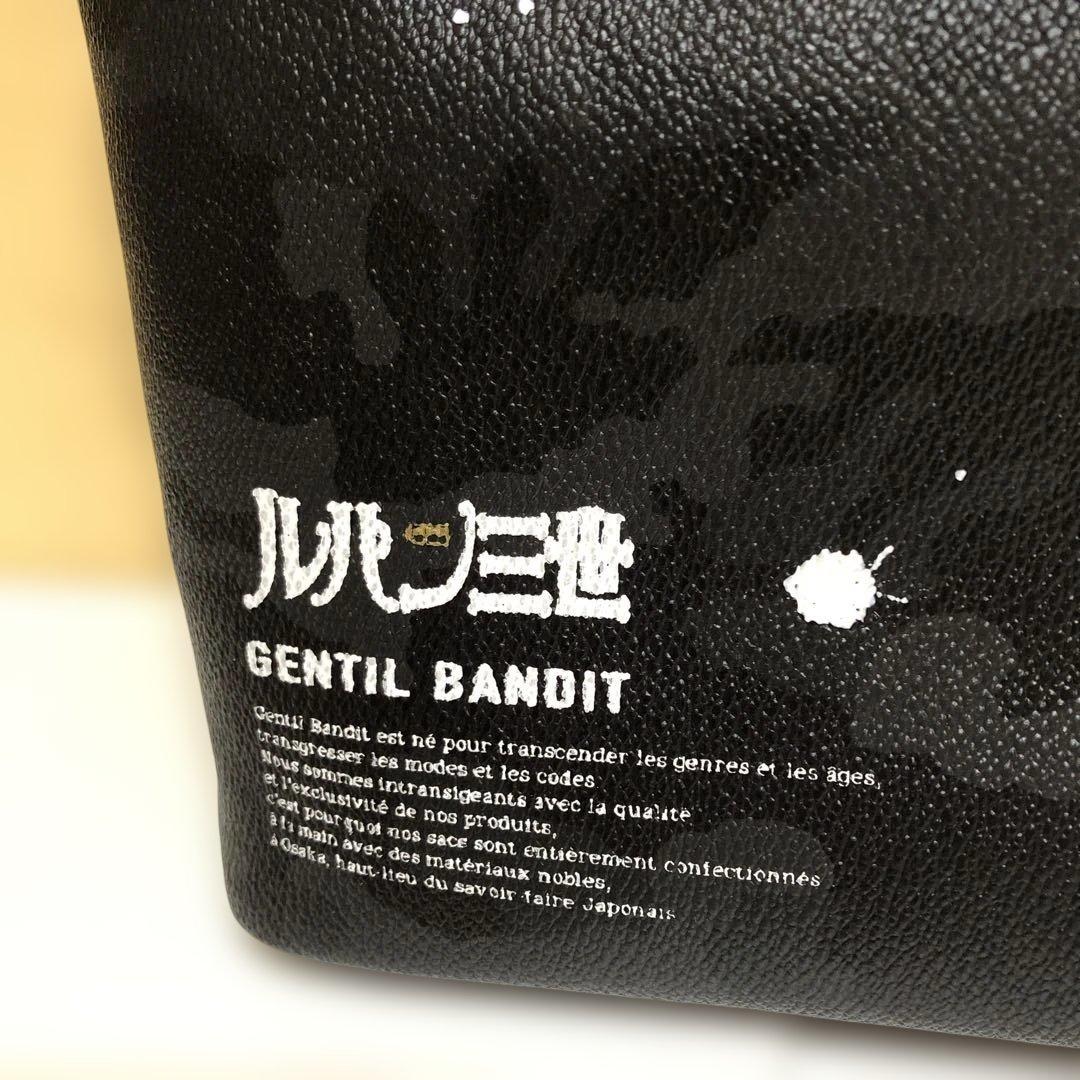 ルパン三世
GENTIL BANDIT
Gentil Bandit est né pour transcender les genres et les âges,
transgresser les modes et les codes
Nous sommes intransigeants avec la qualité
et l'exclusivité de nos produits,
c'est pourquoi nos sacs sont entièrement confectionnés
à la main avec des matériaux nobles,
à Osaka, haut-lieu du savoir-faire Japonais